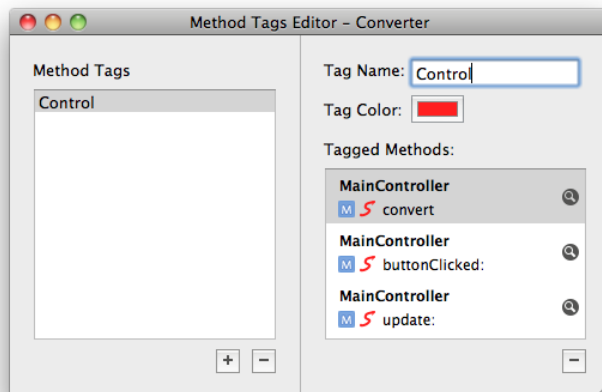 Method Tags Editor – Converter
Method Tags
Control
Tag Name: Control
Tag Color:
Tagged Methods:
MainController
M S convert
MainController
M S buttonClicked:
MainController
M S update:
+ −
−